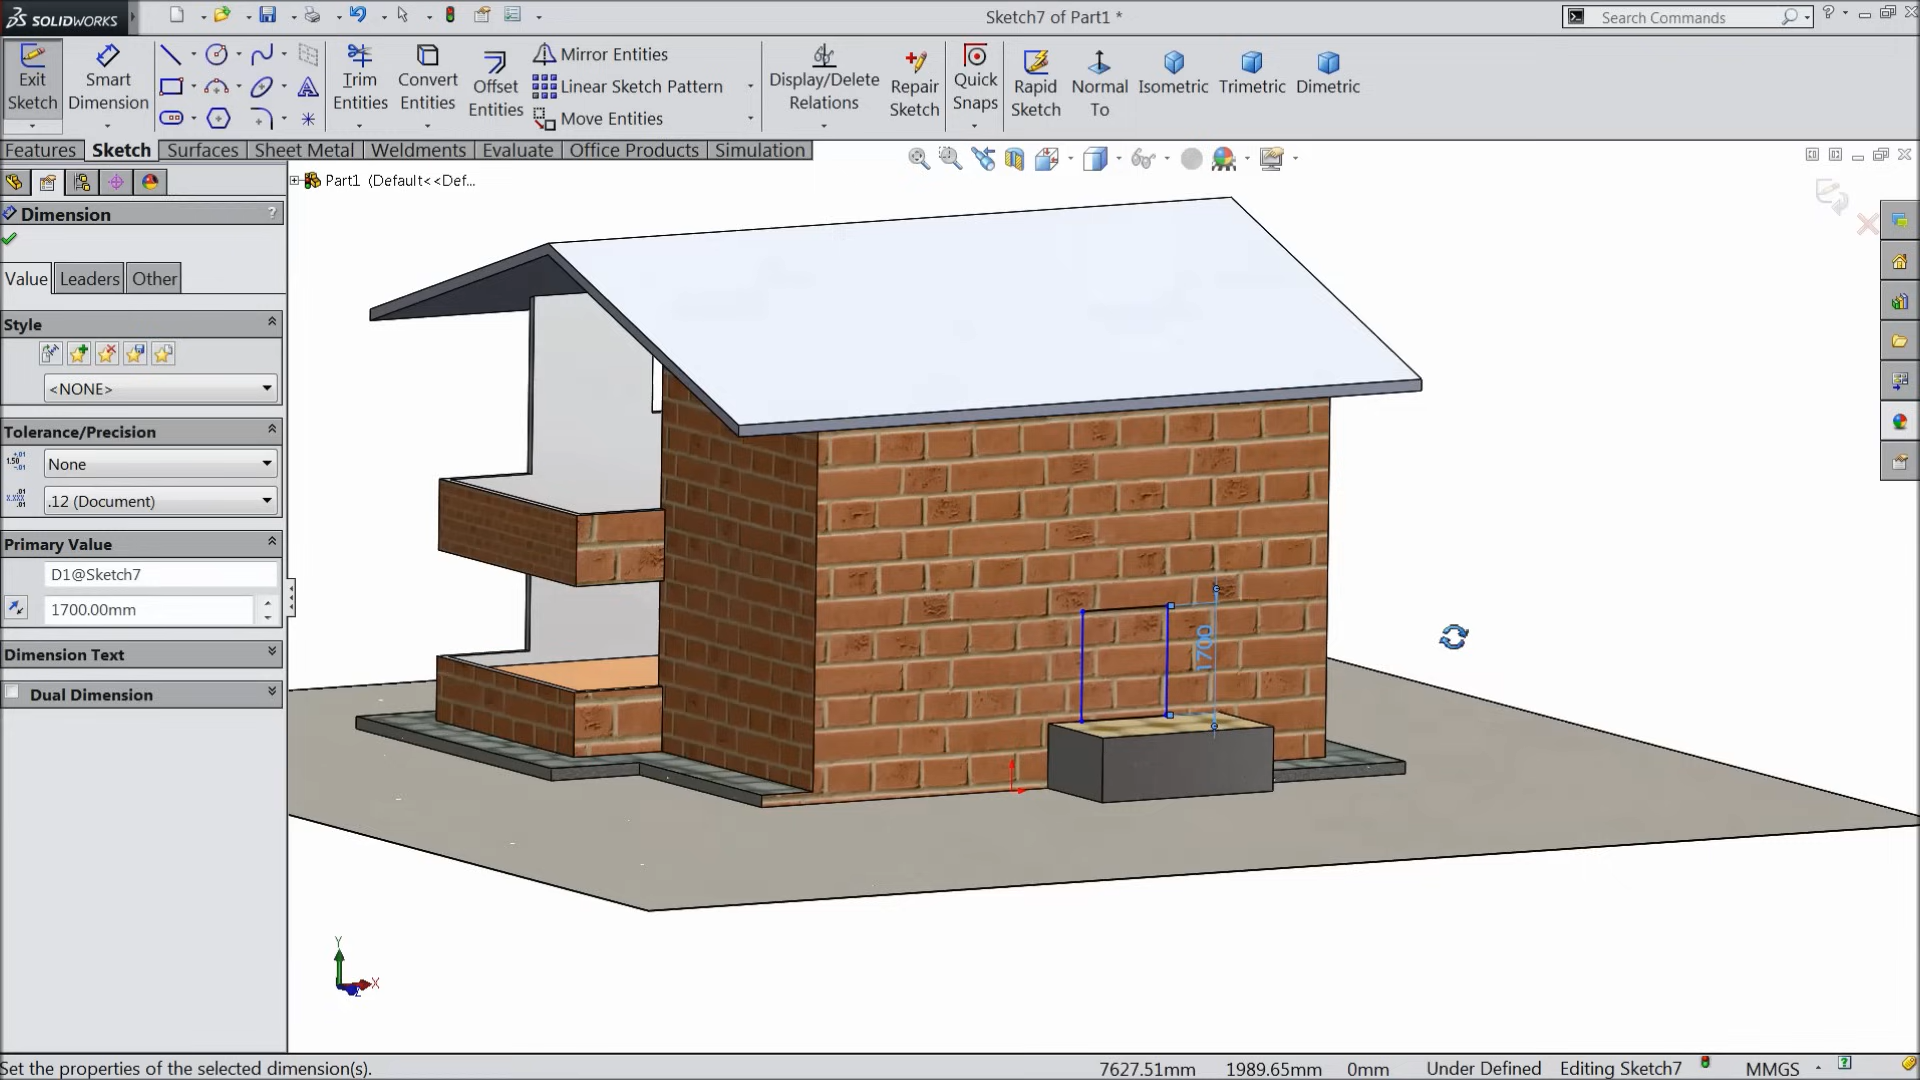 SOLIDWORKS
Sketch7 of Part1 *
Search Commands
Exit Sketch
Smart Dimension
Trim Entities
Convert Entities
Offset Entities
Mirror Entities
Linear Sketch Pattern
Move Entities
Display/Delete Relations
Repair Sketch
Quick Snaps
Rapid Sketch
Normal To
Isometric
Trimetric
Dimetric
Features
Sketch
Surfaces
Sheet Metal
Weldments
Evaluate
Office Products
Simulation
Part1 (Default<<Def...
Dimension
?
Value
Leaders
Other
Style
<NONE>
Tolerance/Precision
None
.12 (Document)
Primary Value
D1@Sketch7
1700.00mm
Dimension Text
Dual Dimension
1700
Y
X
Z
Set the properties of the selected dimension(s).
7627.51mm
1989.65mm
0mm
Under Defined
Editing Sketch7
MMGS